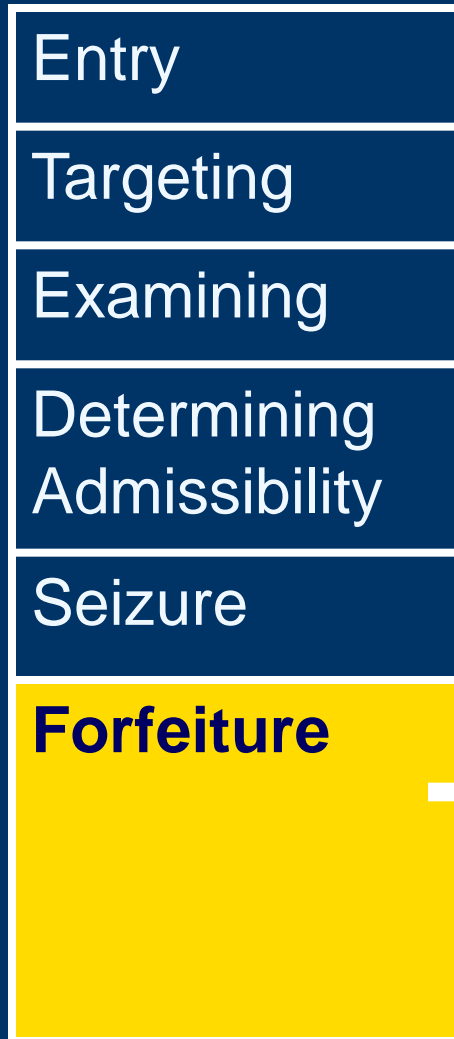 Entry
Targeting
Examining
Determining
Admissibility
Seizure
Forfeiture